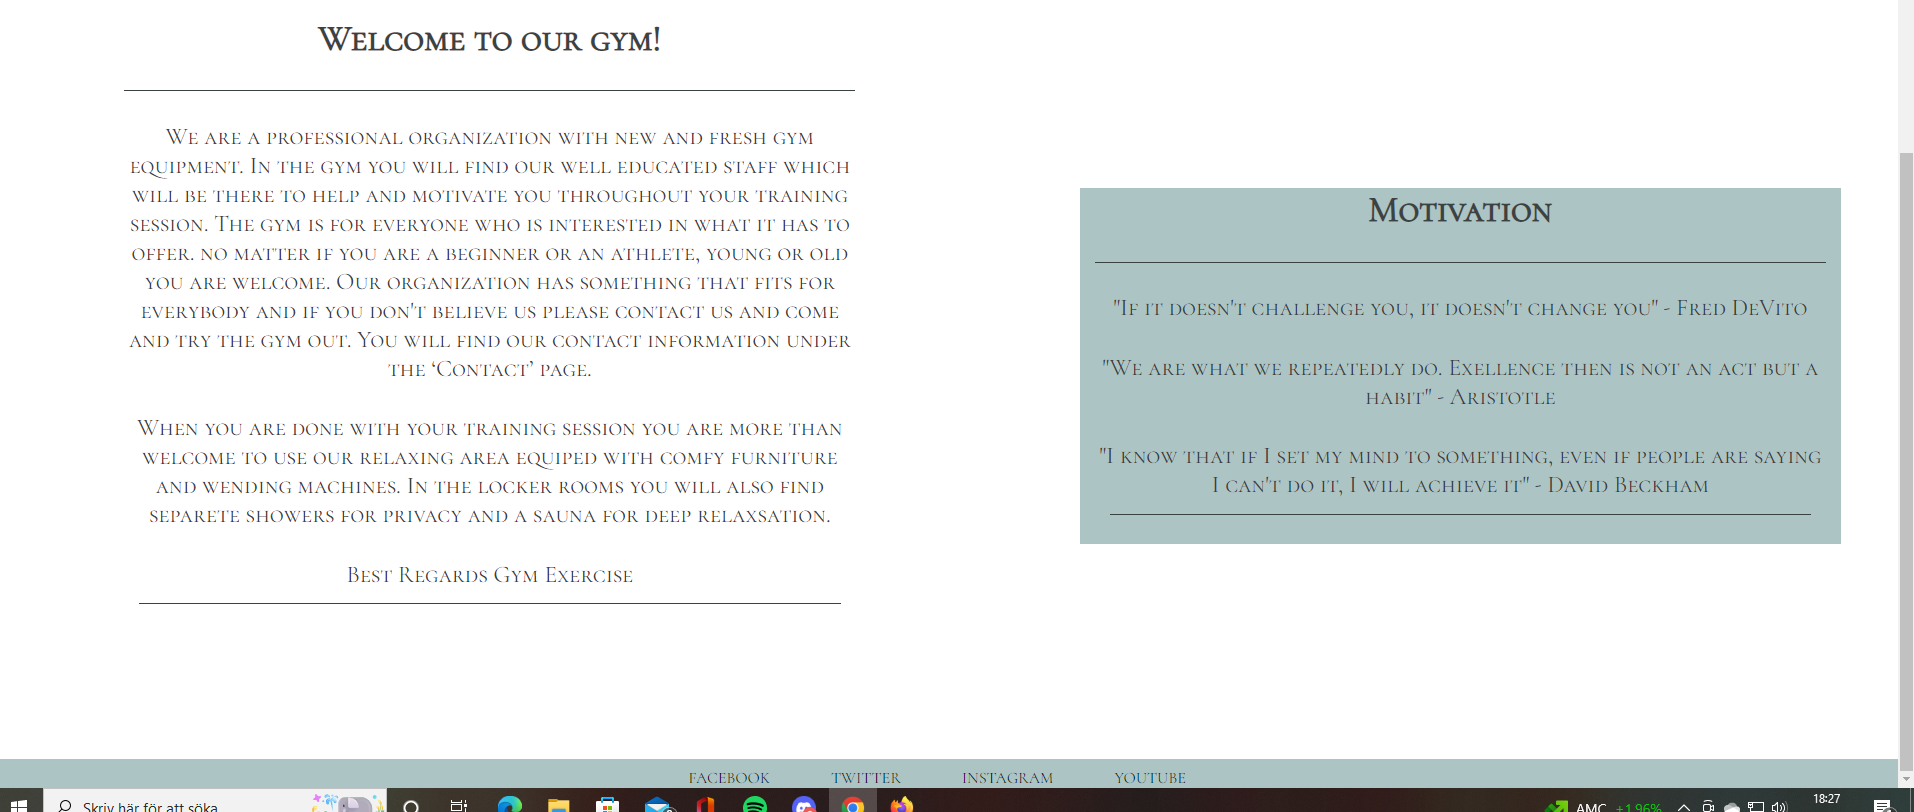 Welcome to our gym!
We are a professional organization with new and fresh gym
equipment. In the gym you will find our well educated staff which
will be there to help and motivate you throughout your training
session. The gym is for everyone who is interested in what it has to
offer. no matter if you are a beginner or an athlete, young or old
you are welcome. Our organization has something that fits for
everybody and if you don't believe us please contact us and come
and try the gym out. You will find our contact information under
the ‘Contact’ page.
When you are done with your training session you are more than
welcome to use our relaxing area equiped with comfy furniture
and wending machines. In the locker rooms you will also find
separete showers for privacy and a sauna for deep relaxsation.
Best Regards Gym Exercise
Motivation
"If it doesn't challenge you, it doesn't change you" - Fred DeVito
"We are what we repeatedly do. Exellence then is not an act but a
habit" - Aristotle
"I know that if I set my mind to something, even if people are saying
I can't do it, I will achieve it" - David Beckham
facebook twitter instagram youtube
Skriv här för att söka
AMC +1,96%
18:27